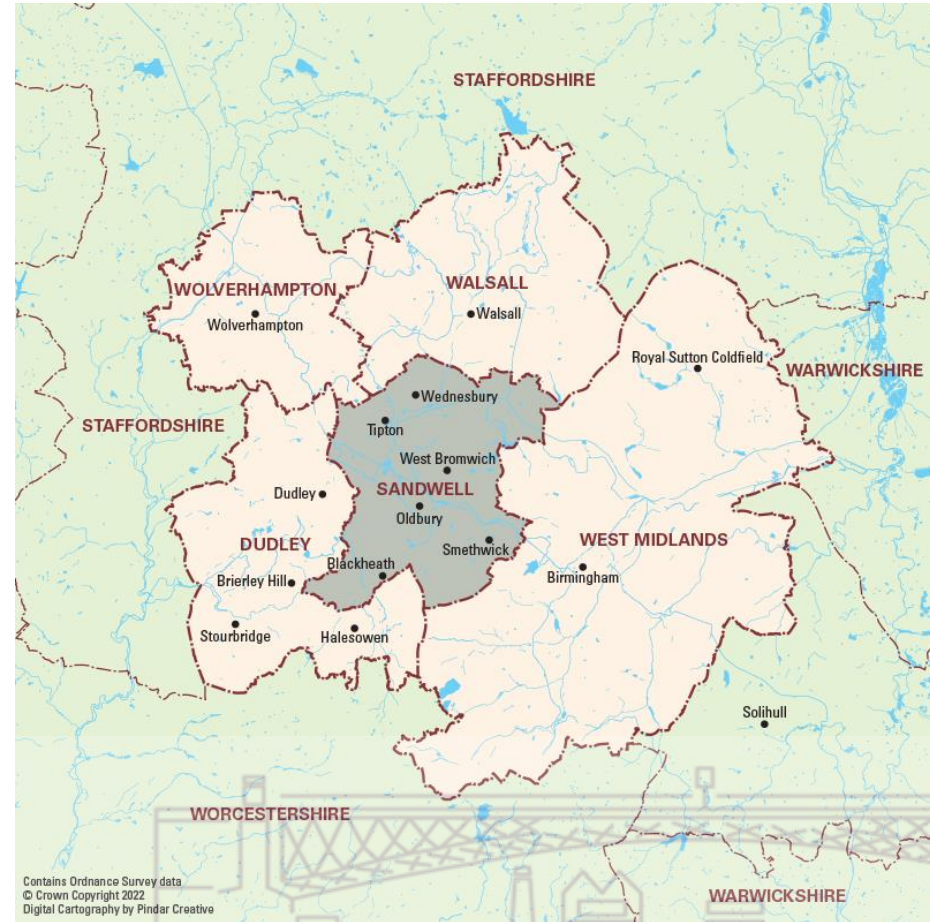 STAFFORDSHIRE
WOLVERHAMPTON
Wolverhampton
WALSALL
Walsall
Royal Sutton Coldfield
WARWICKSHIRE
STAFFORDSHIRE
Wednesbury
Tipton
West Bromwich
SANDWELL
Dudley
Oldbury
DUDLEY
Smethwick
WEST MIDLANDS
Blackheath
Birmingham
Brierley Hill
Stourbridge
Halesowen
Solihull
WORCESTERSHIRE
Contains Ordnance Survey data
© Crown Copyright 2022
Digital Cartography by Pindar Creative
WARWICKSHIRE